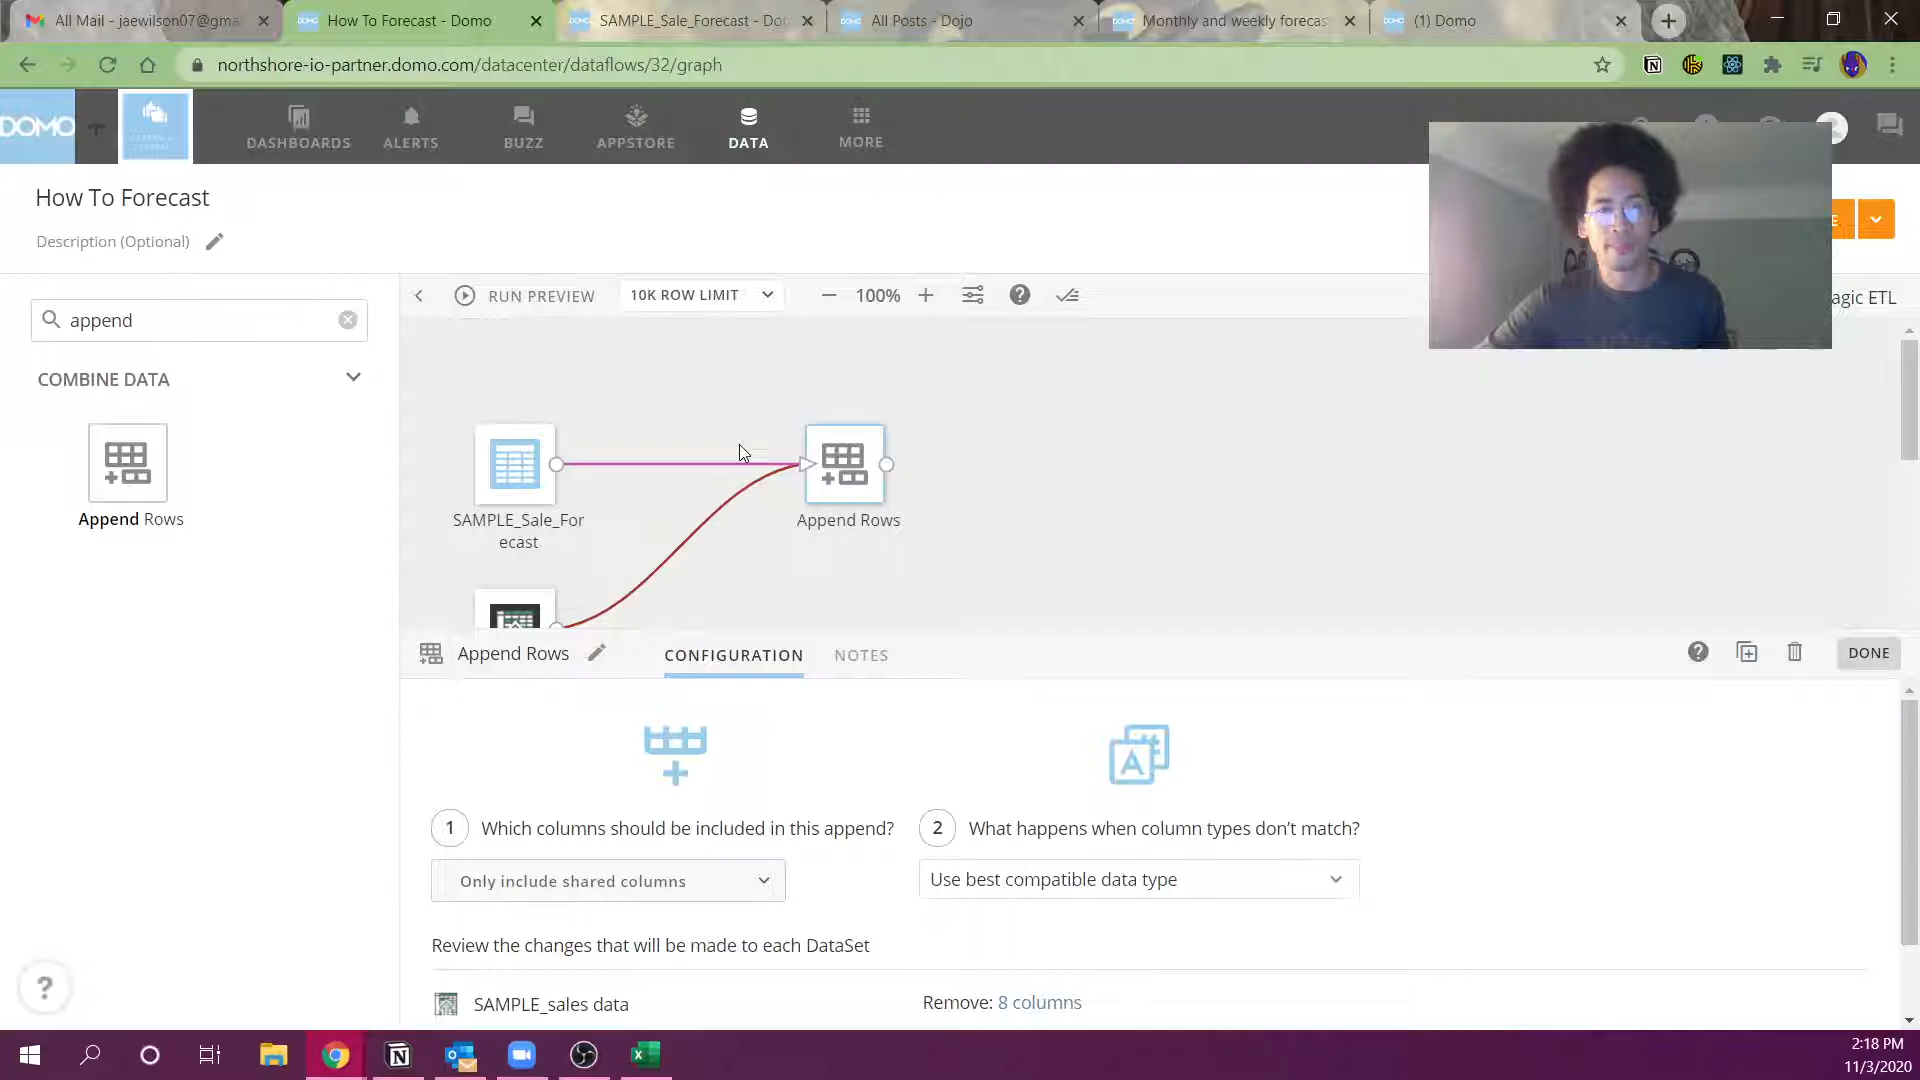 All Mail - jaewilson07@gma
How To Forecast - Domo
SAMPLE_Sale_Forecast - Do
All Posts - Dojo
Monthly and weekly forecas
(1) Domo
northshore-io-partner.domo.com/datacenter/dataflows/32/graph
DOMO
DASHBOARDS
ALERTS
BUZZ
APPSTORE
DATA
MORE
How To Forecast
Description (Optional)
E
RUN PREVIEW
10K ROW LIMIT
100%
agic ETL
append
COMBINE DATA
Append Rows
SAMPLE_Sale_For
ecast
Append Rows
Append Rows
CONFIGURATION
NOTES
DONE
1 Which columns should be included in this append?
2 What happens when column types don't match?
Only include shared columns
Use best compatible data type
Review the changes that will be made to each DataSet
SAMPLE_sales data
Remove: 8 columns
2:18 PM
11/3/2020